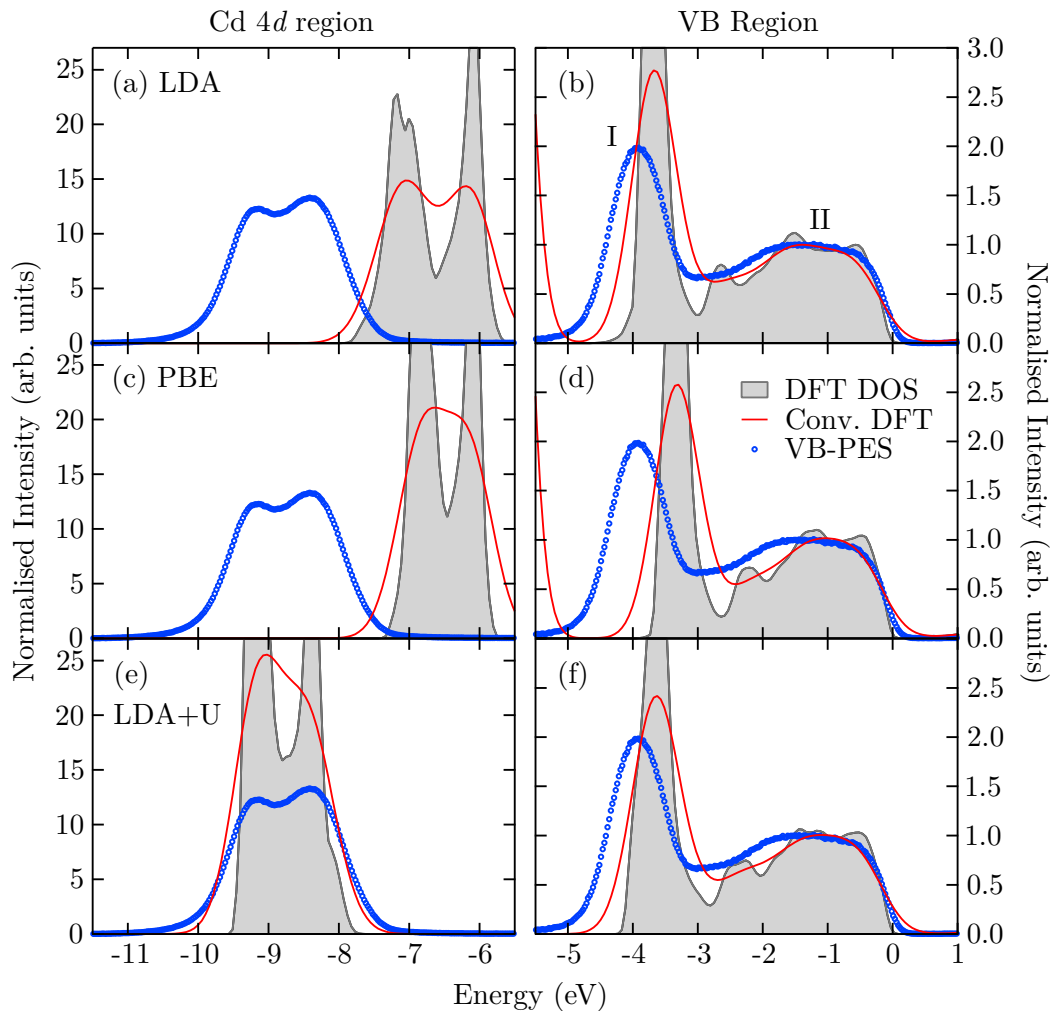 Cd 4d region
VB Region
Normalised Intensity (arb. units)
(a) LDA
25
20
15
10
5
0
(b)
I
II
3.0
2.5
2.0
1.5
1.0
0.5
0.0
(c) PBE
25
20
15
10
5
0
(d)
DFT DOS
Conv. DFT
VB-PES
2.5
2.0
1.5
1.0
0.5
0.0
(e)
LDA+U
25
20
15
10
5
0
(f)
2.5
2.0
1.5
1.0
0.5
0.0
Normalised Intensity (arb. units)
-11 -10 -9 -8 -7 -6
-5 -4 -3 -2 -1 0 1
Energy (eV)